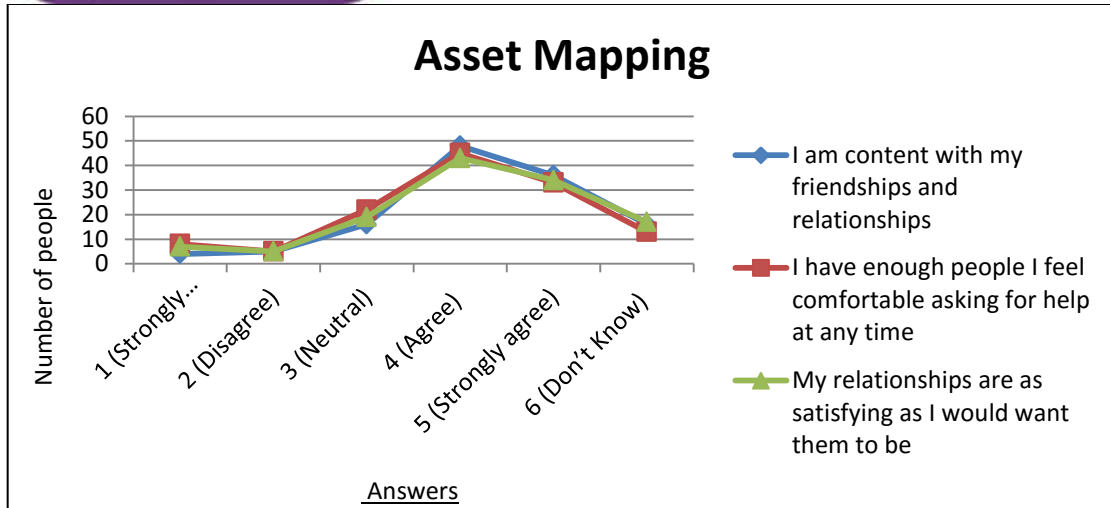 Asset Mapping
60
50
40
30
20
10
0
Number of people
1 (Strongly...
2 (Disagree)
3 (Neutral)
4 (Agree)
5 (Strongly agree)
6 (Don’t Know)
Answers
I am content with my
friendships and
relationships
I have enough people I feel
comfortable asking for help
at any time
My relationships are as
satisfying as I would want
them to be